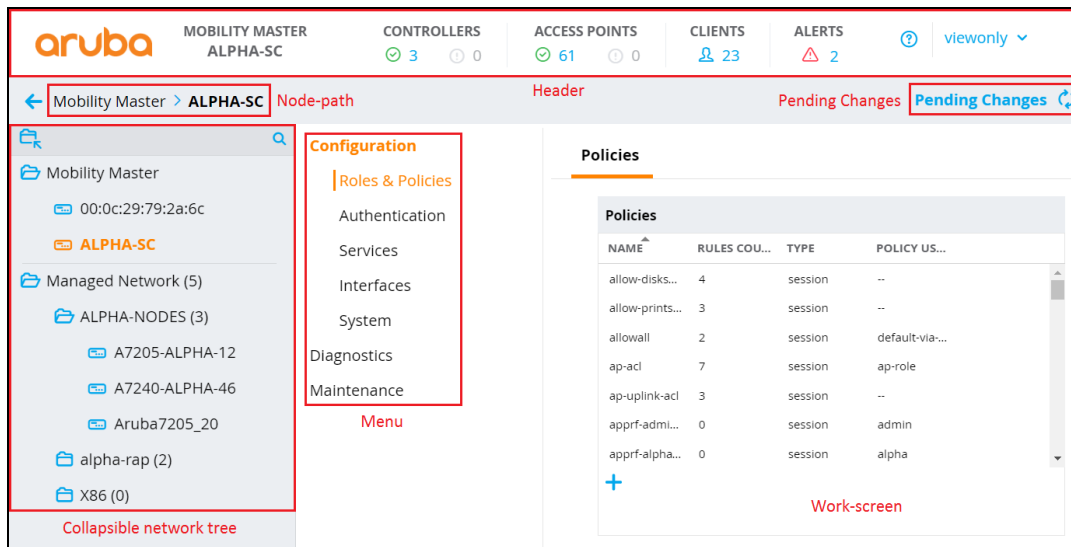 aruba
MOBILITY MASTER
ALPHA-SC
CONTROLLERS
3 0
ACCESS POINTS
61 0
CLIENTS
23
ALERTS
2
?
viewonly
Mobility Master > ALPHA-SC
Node-path
Header
Pending Changes
Pending Changes
Mobility Master
00:0c:29:79:2a:6c
ALPHA-SC
Managed Network (5)
ALPHA-NODES (3)
A7205-ALPHA-12
A7240-ALPHA-46
Aruba7205_20
alpha-rap (2)
X86 (0)
Collapsible network tree
Configuration
Roles & Policies
Authentication
Services
Interfaces
System
Diagnostics
Maintenance
Menu
Policies
Policies
NAME RULES COU... TYPE POLICY US...
allow-disks... 4 session --
allow-prints... 3 session --
allowall 2 session default-via-...
ap-acl 7 session ap-role
ap-uplink-acl 3 session --
apprf-admi... 0 session admin
apprf-alpha... 0 session alpha
+
Work-screen